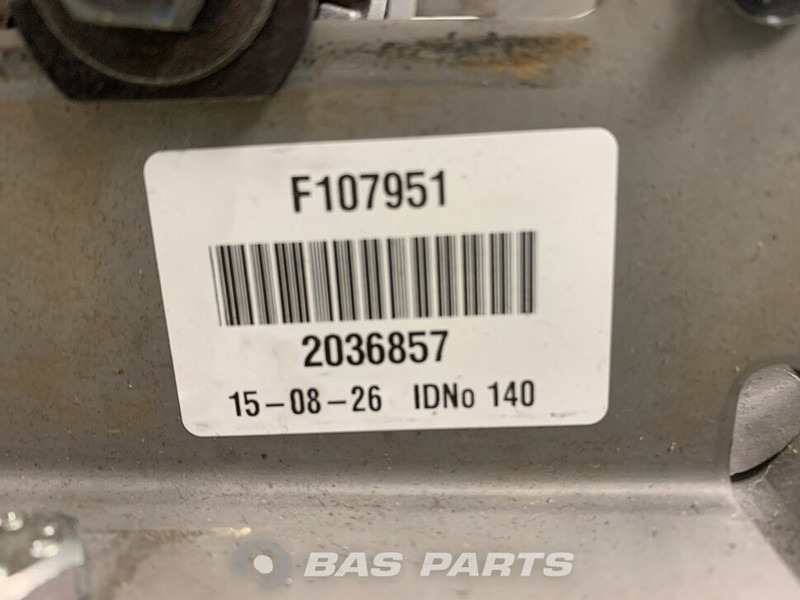 F107951
2036857
15-08-26 IDNo 140
BAS PARTS